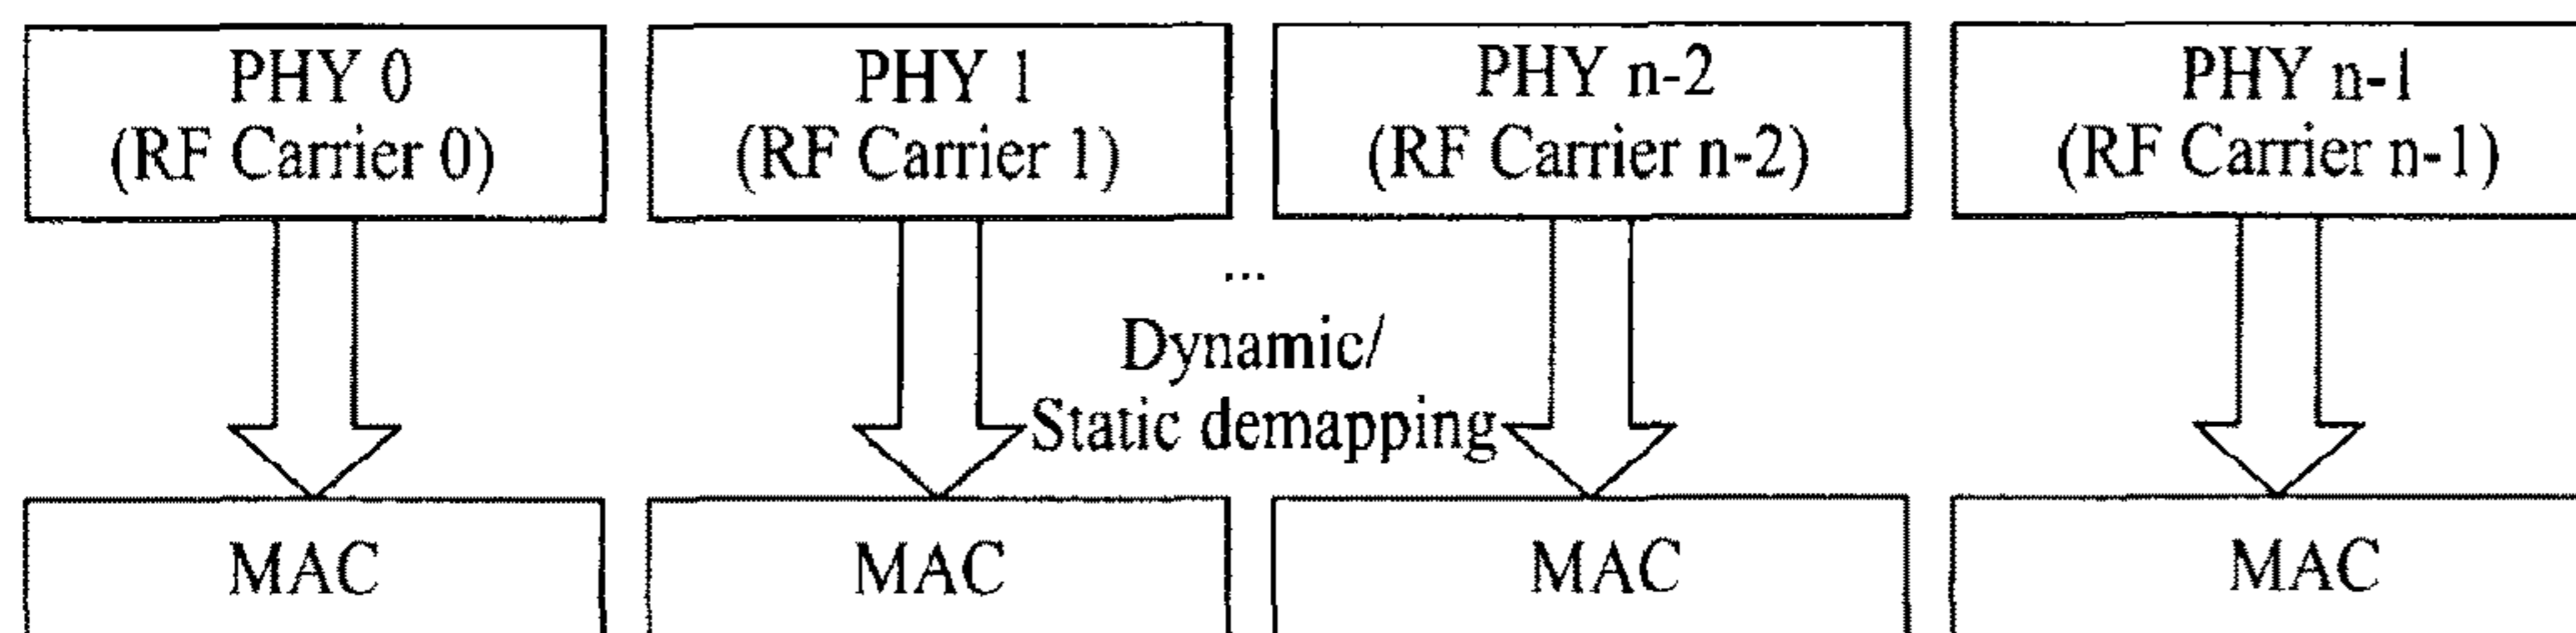 PHY 0
(RF Carrier 0)
PHY 1
(RF Carrier 1)
PHY n-2
(RF Carrier n-2)
PHY n-1
(RF Carrier n-1)
...
Dynamic/
Static demapping
MAC
MAC
MAC
MAC